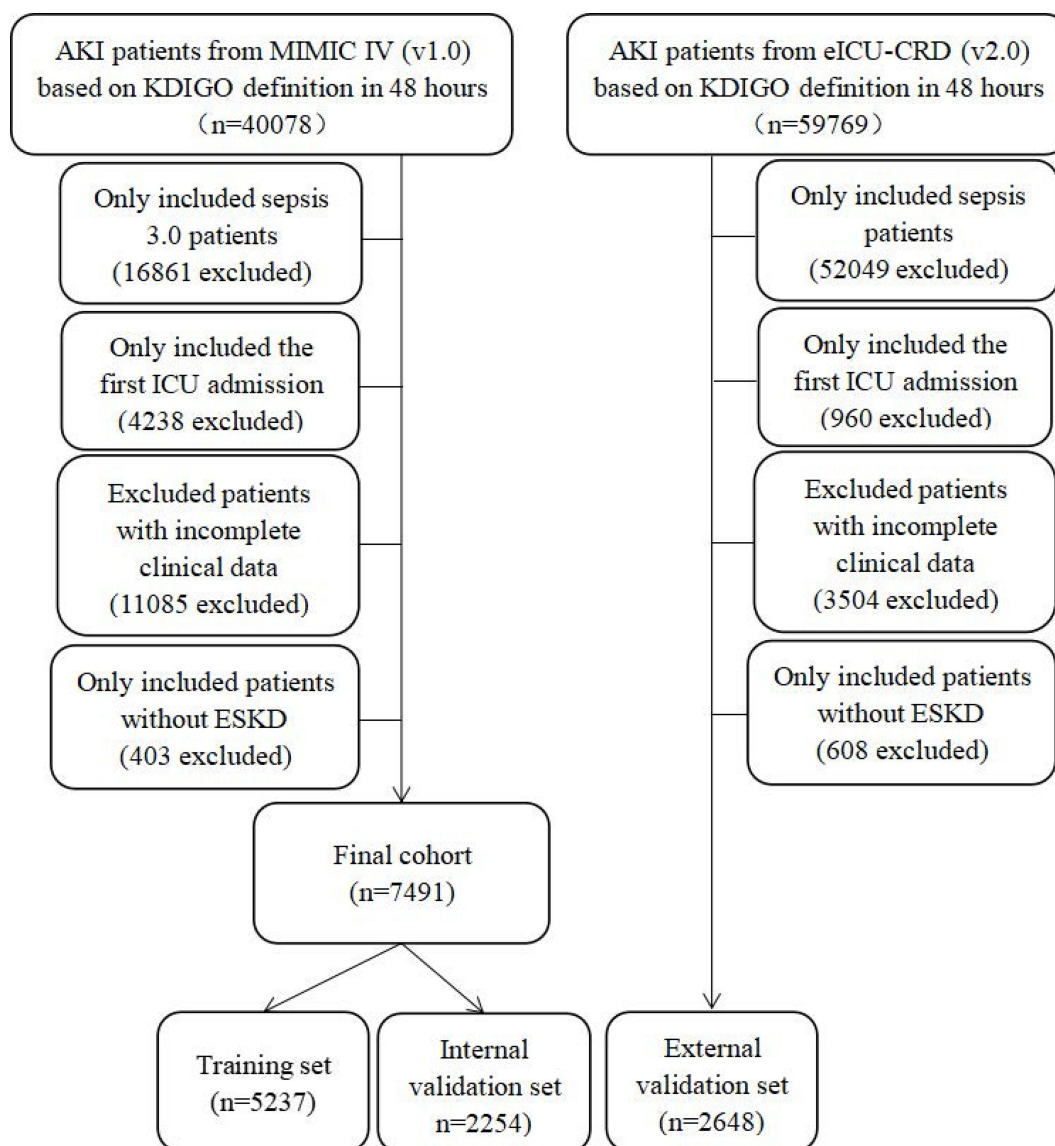 AKI patients from MIMIC IV (v1.0)
based on KDIGO definition in 48 hours
（n=40078）
Only included sepsis
3.0 patients
(16861 excluded)
Only included the
first ICU admission
(4238 excluded)
Excluded patients
with incomplete
clinical data
(11085 excluded)
Only included patients
without ESKD
(403 excluded)
Final cohort
(n=7491)
Training set
(n=5237)
Internal
validation set
n=2254)
AKI patients from eICU-CRD (v2.0)
based on KDIGO definition in 48 hours
（n=59769）
Only included sepsis
patients
(52049 excluded)
Only included the
first ICU admission
(960 excluded)
Excluded patients
with incomplete
clinical data
(3504 excluded)
Only included patients
without ESKD
(608 excluded)
External
validation set
(n=2648)